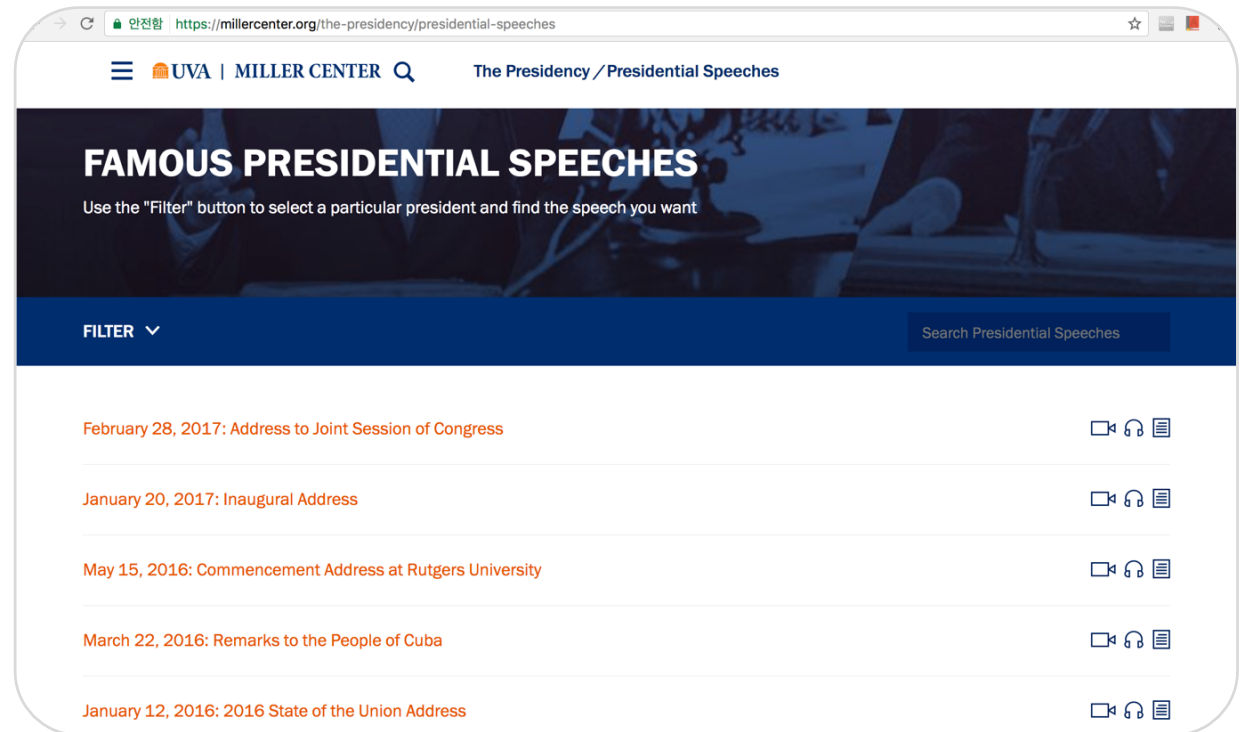 안전함 https://millercenter.org/the-presidency/presidential-speeches
UVA | MILLER CENTER The Presidency / Presidential Speeches
FAMOUS PRESIDENTIAL SPEECHES
Use the "Filter" button to select a particular president and find the speech you want
FILTER Search Presidential Speeches
February 28, 2017: Address to Joint Session of Congress
January 20, 2017: Inaugural Address
May 15, 2016: Commencement Address at Rutgers University
March 22, 2016: Remarks to the People of Cuba
January 12, 2016: 2016 State of the Union Address